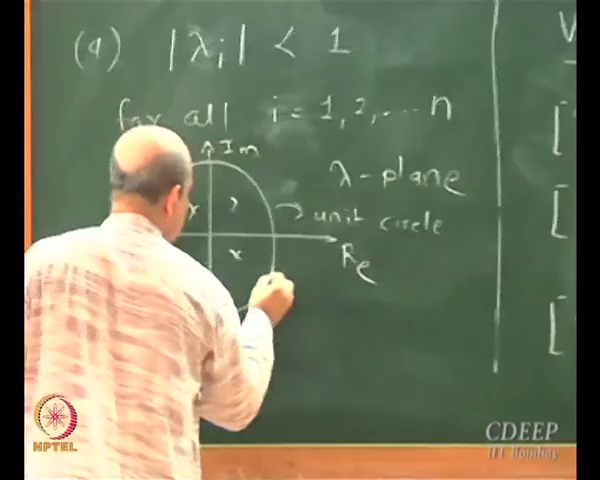 (a) |λi| < 1
for all i = 1, 2, ... n
Im
λ - plane
unit circle
Re
V
[
[
[
NPTEL
CDEEP
IIT Bombay